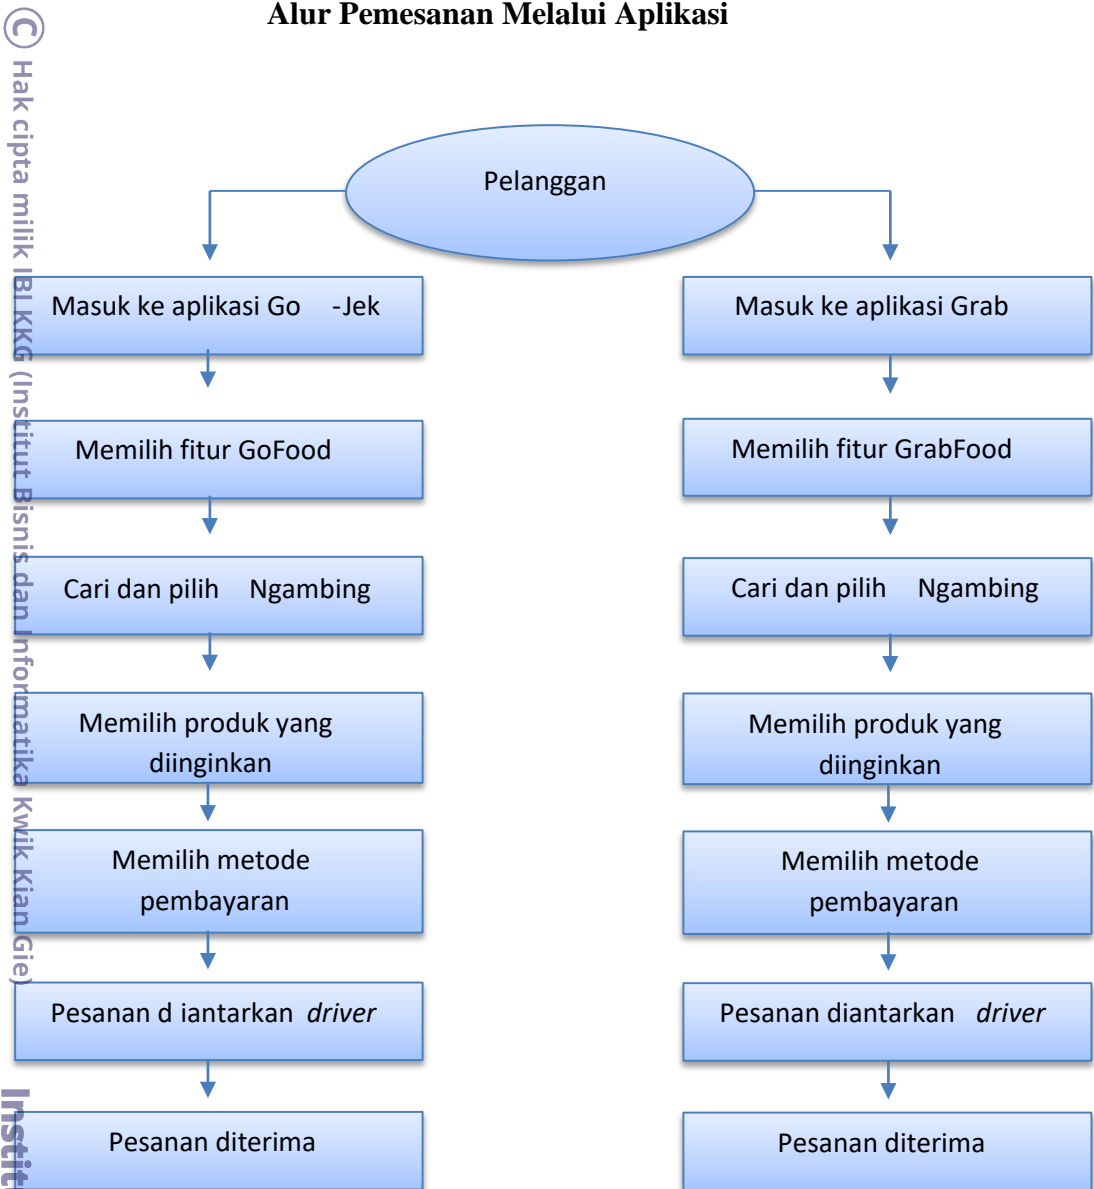 Alur Pemesanan Melalui Aplikasi
Pelanggan
Masuk ke aplikasi Go -Jek
Memilih fitur GoFood
Cari dan pilih Ngambing
Memilih produk yang
diinginkan
Memilih metode
pembayaran
Pesanan d iantarkan driver
Pesanan diterima
Masuk ke aplikasi Grab
Memilih fitur GrabFood
Cari dan pilih Ngambing
Memilih produk yang
diinginkan
Memilih metode
pembayaran
Pesanan diantarkan driver
Pesanan diterima
© Hak cipta milik IBI KKG (Institut Bisnis dan Informatika Kwik Kian Gie)